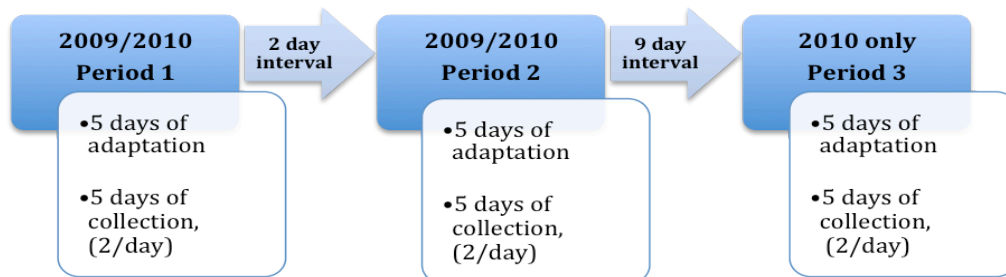 2009/2010
Period 1
•5 days of
adaptation
•5 days of
collection,
(2/day)
2 day
interval
2009/2010
Period 2
•5 days of
adaptation
•5 days of
collection,
(2/day)
9 day
interval
2010 only
Period 3
•5 days of
adaptation
•5 days of
collection,
(2/day)